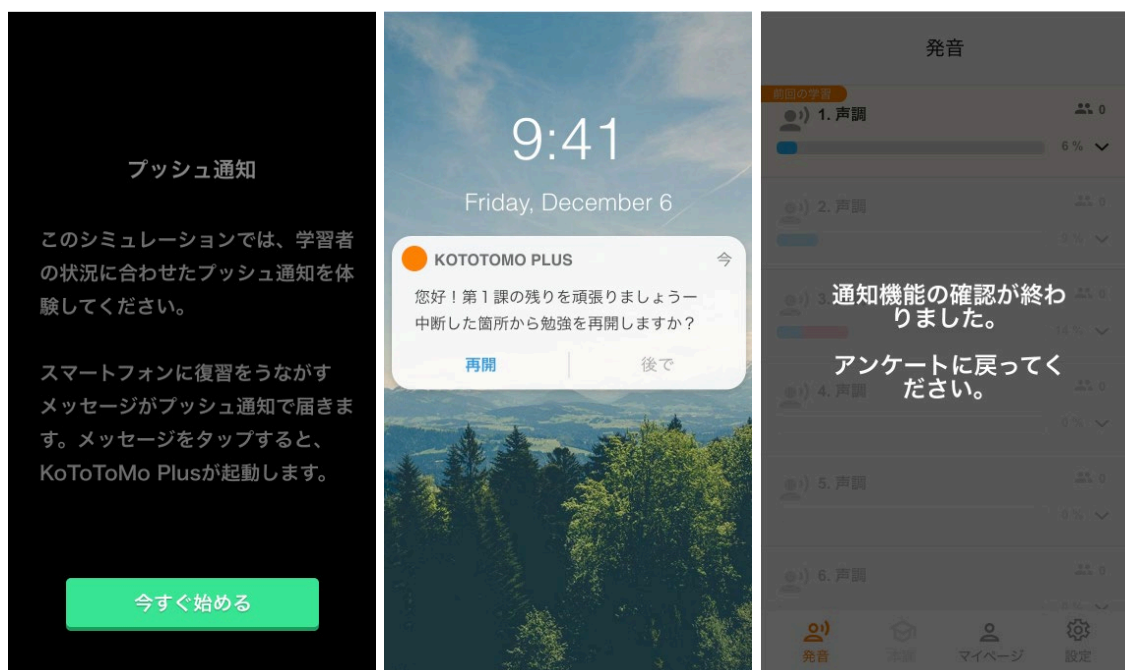 プッシュ通知
このシミュレーションでは、学習者
の状況に合わせたプッシュ通知を体
験してください。
スマートフォンに復習をうながす
メッセージがプッシュ通知で届きま
す。メッセージをタップすると、
KoToToMo Plusが起動します。
今すぐ始める
9:41
Friday, December 6
KOTOTOMO PLUS
今
您好！第1課の残りを頑張りましょうー
中断した箇所から勉強を再開しますか？
再開
後で
発音
前回の学習
1. 声調
0
6 %
2. 声調
0
3.
通知機能の確認が終わ
りました。
0
14 %
アンケートに戻ってく
ださい。
4. 声調
0
0 %
5. 声調
0
6 %
6. 声調
0
発音
マイページ
設定